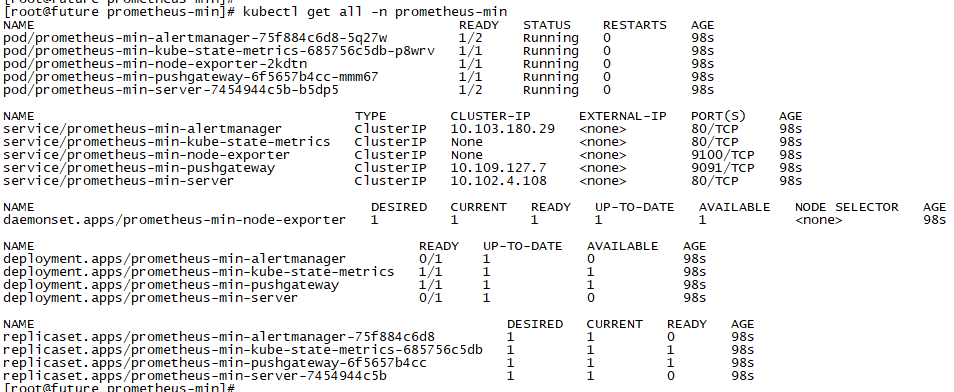 [root@future prometheus-min]#
[root@future prometheus-min]# kubectl get all -n prometheus-min
NAME READY STATUS RESTARTS AGE
pod/prometheus-min-alertmanager-75f884c6d8-5q27w 1/2 Running 0 98s
pod/prometheus-min-kube-state-metrics-685756c5db-p8wrv 1/1 Running 0 98s
pod/prometheus-min-node-exporter-2kdtn 1/1 Running 0 98s
pod/prometheus-min-pushgateway-6f5657b4cc-mmm67 1/1 Running 0 98s
pod/prometheus-min-server-7454944c5b-b5dp5 1/2 Running 0 98s
NAME TYPE CLUSTER-IP EXTERNAL-IP PORT(S) AGE
service/prometheus-min-alertmanager ClusterIP 10.103.180.29 <none> 80/TCP 98s
service/prometheus-min-kube-state-metrics ClusterIP None <none> 80/TCP 98s
service/prometheus-min-node-exporter ClusterIP None <none> 9100/TCP 98s
service/prometheus-min-pushgateway ClusterIP 10.109.127.7 <none> 9091/TCP 98s
service/prometheus-min-server ClusterIP 10.102.4.108 <none> 80/TCP 98s
NAME DESIRED CURRENT READY UP-TO-DATE AVAILABLE NODE SELECTOR AGE
daemonset.apps/prometheus-min-node-exporter 1 1 1 1 1 <none> 98s
NAME READY UP-TO-DATE AVAILABLE AGE
deployment.apps/prometheus-min-alertmanager 0/1 1 0 98s
deployment.apps/prometheus-min-kube-state-metrics 1/1 1 1 98s
deployment.apps/prometheus-min-pushgateway 1/1 1 1 98s
deployment.apps/prometheus-min-server 0/1 1 0 98s
NAME DESIRED CURRENT READY AGE
replicaset.apps/prometheus-min-alertmanager-75f884c6d8 1 1 0 98s
replicaset.apps/prometheus-min-kube-state-metrics-685756c5db 1 1 1 98s
replicaset.apps/prometheus-min-pushgateway-6f5657b4cc 1 1 1 98s
replicaset.apps/prometheus-min-server-7454944c5b 1 1 0 98s
[root@future prometheus-min]#